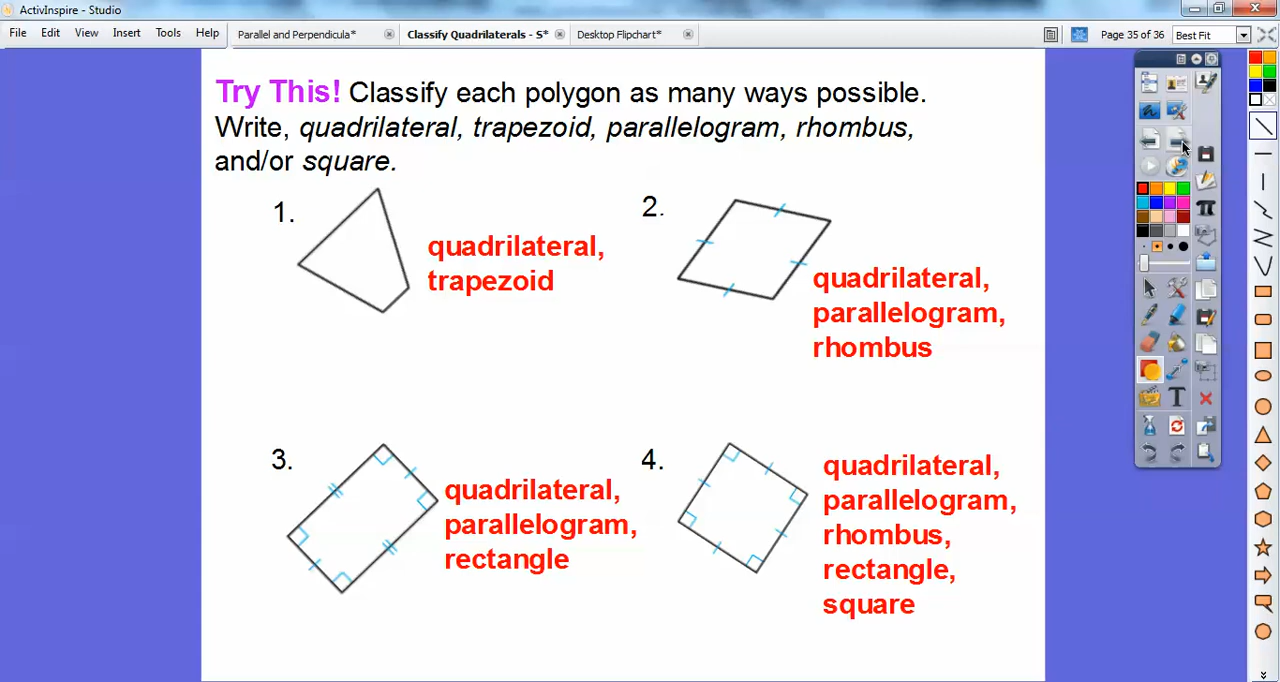 ActivInspire - Studio
File Edit View Insert Tools Help
Parallel and Perpendicula* Classify Quadrilaterals - S* Desktop Flipchart* Page 35 of 36 Best Fit
Try This! Classify each polygon as many ways possible.
Write, quadrilateral, trapezoid, parallelogram, rhombus,
and/or square.
1.
quadrilateral,
trapezoid
2.
quadrilateral,
parallelogram,
rhombus
3.
quadrilateral,
parallelogram,
rectangle
4.
quadrilateral,
parallelogram,
rhombus,
rectangle,
square